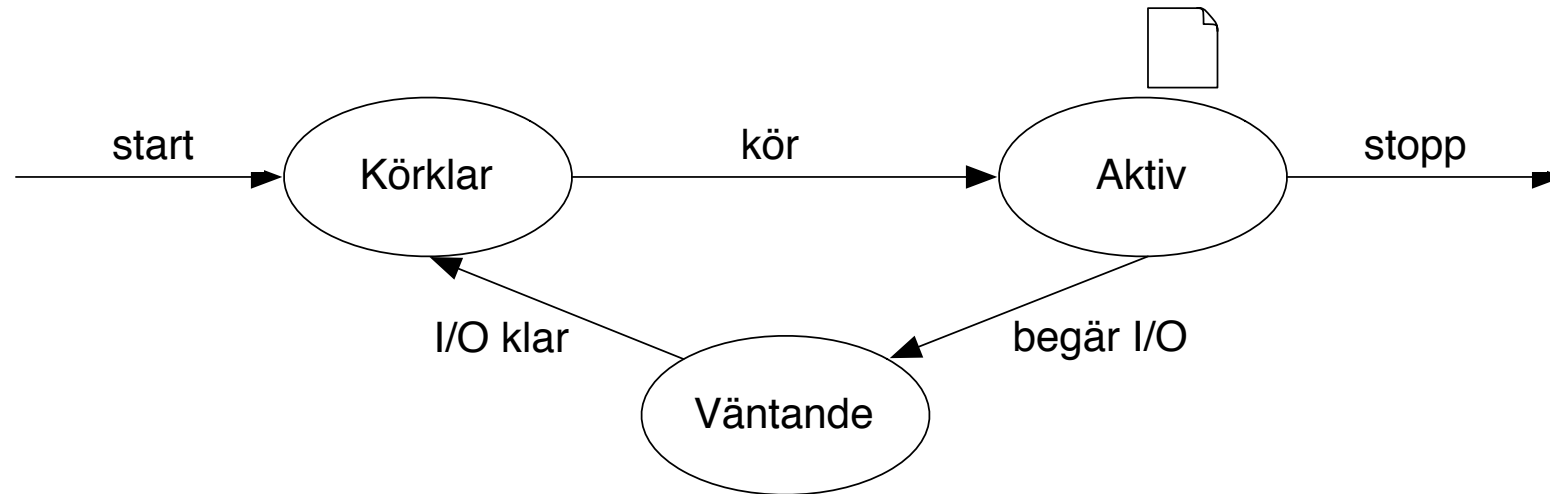 start
Körklar
kör
Aktiv
stopp
I/O klar
begär I/O
Väntande